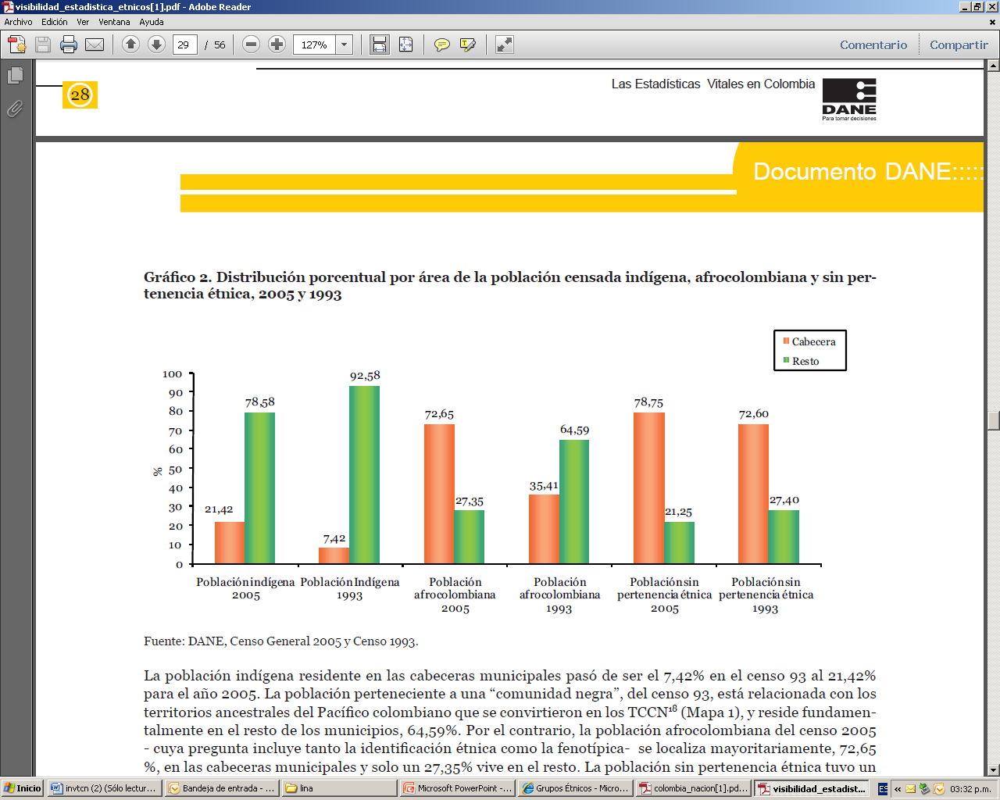 visibilidad_estadistica_etnicos[1].pdf - Adobe Reader
Archivo Edición Ver Ventana Ayuda
29 / 56 127% Comentario Compartir
28
Las Estadísticas Vitales en Colombia
DANE
Para tomar decisiones
Documento DANE:::::
Gráfico 2. Distribución porcentual por área de la población censada indígena, afrocolombiana y sin per-
tenencia étnica, 2005 y 1993
Cabecera
Resto
%
100
90
80
70
60
50
40
30
20
10
0
21,42
78,58
7,42
92,58
72,65
27,35
35,41
64,59
78,75
21,25
72,60
27,40
Población indígena
2005
Población Indígena
1993
Población
afrocolombiana
2005
Población
afrocolombiana
1993
Población sin
pertenencia étnica
2005
Población sin
pertenencia étnica
1993
Fuente: DANE, Censo General 2005 y Censo 1993.
La población indígena residente en las cabeceras municipales pasó de ser el 7,42% en el censo 93 al 21,42%
para el año 2005. La población perteneciente a una “comunidad negra”, del censo 93, está relacionada con los
territorios ancestrales del Pacífico colombiano que se convirtieron en los TCCN18 (Mapa 1), y reside fundamen-
talmente en el resto de los municipios, 64,59%. Por el contrario, la población afrocolombiana del censo 2005
- cuya pregunta incluye tanto la identificación étnica como la fenotípica- se localiza mayoritariamente, 72,65
%, en las cabeceras municipales y solo un 27,35% vive en el resto. La población sin pertenencia étnica tuvo un
Inicio invtcn (2) (Sólo lectur... Bandeja de entrada - ... lina Microsoft PowerPoint -... Grupos Étnicos - Micro... colombia_nacion[1].pd... visibilidad_estadist... ES « 03:32 p.m.